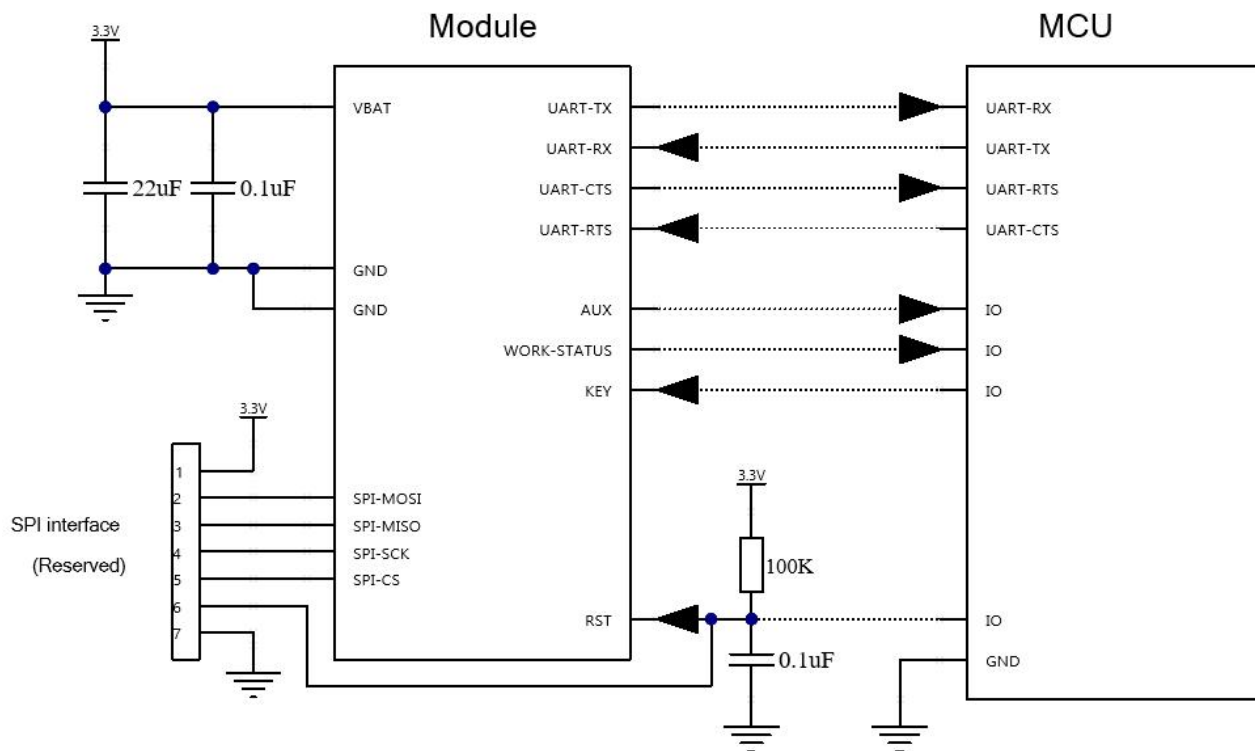 Module
MCU
3.3V
VBAT
UART-TX
UART-RX
UART-RX
UART-TX
22uF
0.1uF
UART-CTS
UART-RTS
UART-RTS
UART-CTS
GND
GND
AUX
IO
WORK-STATUS
IO
KEY
IO
3.3V
1
2
SPI-MOSI
3
SPI-MISO
4
SPI-SCK
5
SPI-CS
6
7
SPI interface
(Reserved)
3.3V
100K
RST
IO
0.1uF
GND